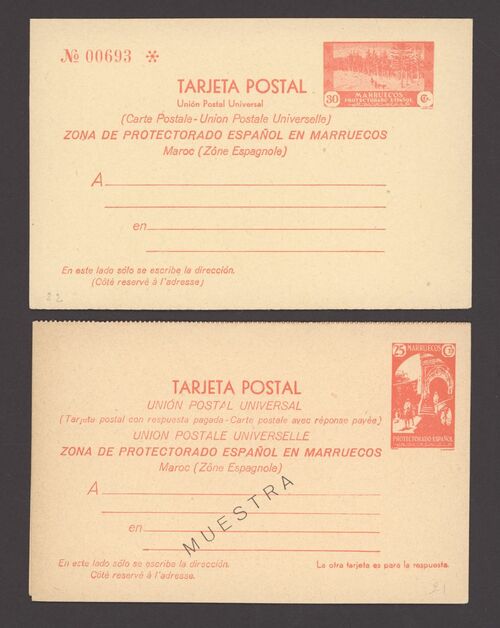 № 00693 *
30 Cs.
MARRUECOS
PROTECTORADO ESPAÑOL
TARJETA POSTAL
Unión Postal Universal
(Carte Postale-Union Postale Universelle)
ZONA DE PROTECTORADO ESPAÑOL EN MARRUECOS
Maroc (Zône Espagnole)
A
en
En este lado sólo se escribe la dirección.
(Côté reservé à l'adresse)
22
25 MARRUECOS
PROTECTORADO ESPAÑOL
TARJETA POSTAL
UNIÓN POSTAL UNIVERSAL
(Tarjeta postal con respuesta pagada-Carte postale avec réponse payée)
UNION POSTALE UNIVERSELLE
ZONA DE PROTECTORADO ESPAÑOL EN MARRUECOS
Maroc (Zône Espagnole)
A
en
MUESTRA
En este lado sólo se escribe la dirección.
Côté reservé à l'adresse.
La otra tarjeta es para la respuesta.
21